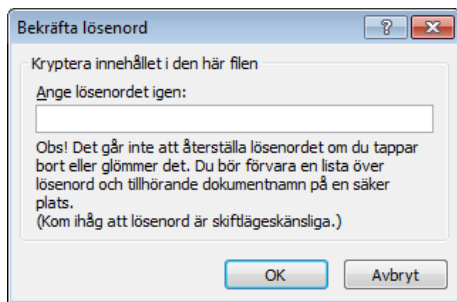 Bekräfta lösenord
Kryptera innehållet i den här filen
Ange lösenordet igen:
Obs! Det går inte att återställa lösenordet om du tappar
bort eller glömmer det. Du bör förvara en lista över
lösenord och tillhörande dokumentnamn på en säker
plats.
(Kom ihåg att lösenord är skiftlägeskänsliga.)
OK
Avbryt